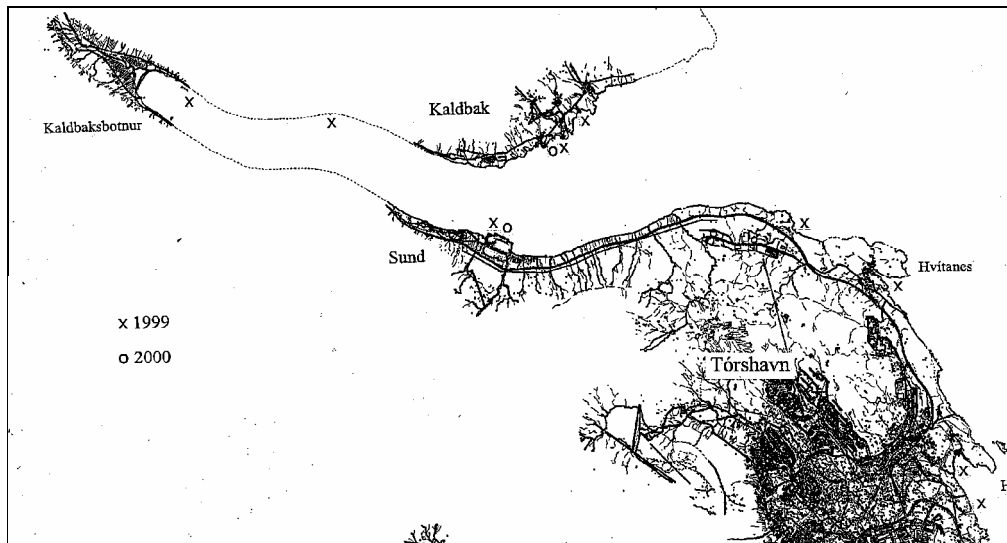 Kaldbak
Kaldbaksbotnur
Sund
Hvítanes
x 1999
o 2000
Tórshavn